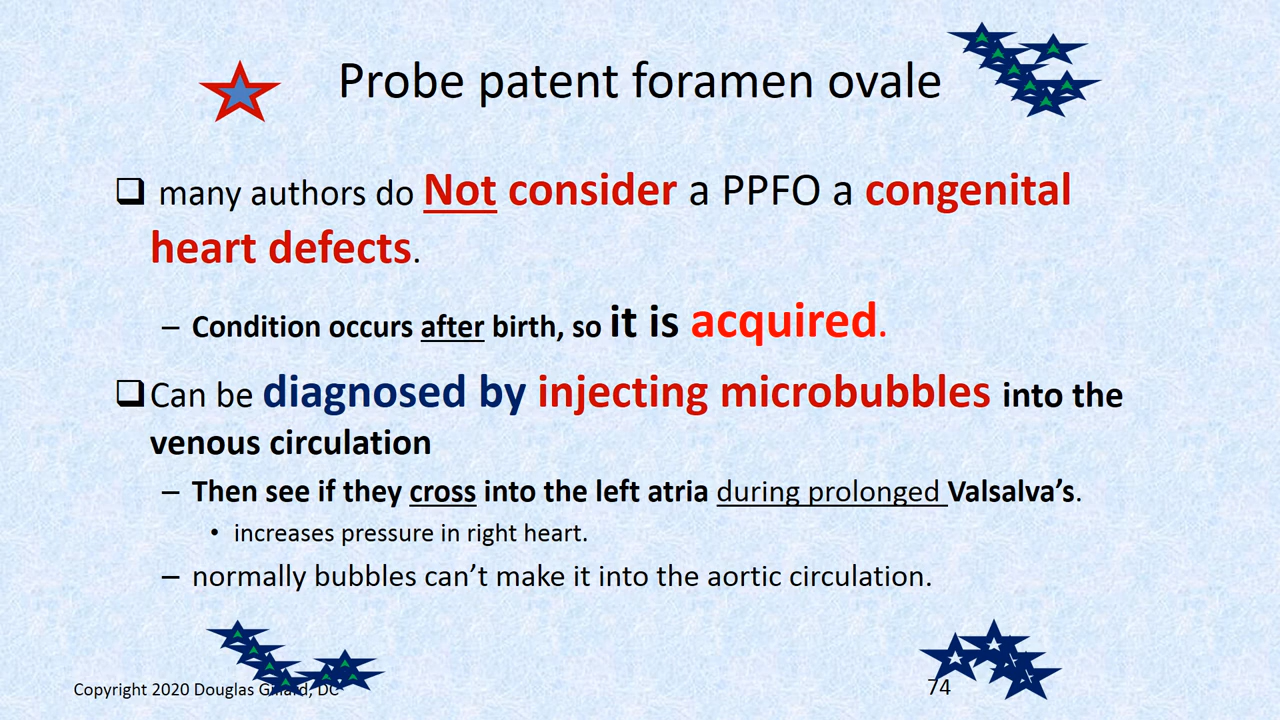 Probe patent foramen ovale
❑ many authors do Not consider a PPFO a congenital
heart defects.
– Condition occurs after birth, so it is acquired.
❑ Can be diagnosed by injecting microbubbles into the
venous circulation
– Then see if they cross into the left atria during prolonged Valsalva’s.
• increases pressure in right heart.
– normally bubbles can’t make it into the aortic circulation.
Copyright 2020 Douglas DC
74